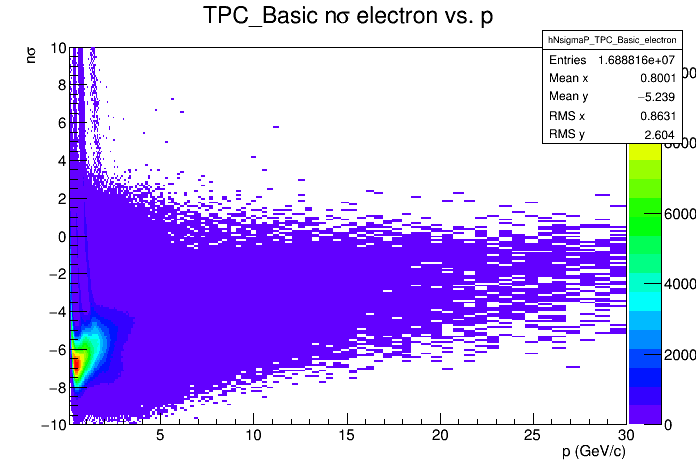 TPC_Basic nσ electron vs. p
hNsigmaP_TPC_Basic_electron
Entries 1.688816e+07
Mean x 0.8001
Mean y −5.239
RMS x 0.8631
RMS y 2.604
nσ
10
8
6
4
2
0
−2
−4
−6
−8
−10
5
10
15
20
25
30
p (GeV/c)
6000
4000
2000
0